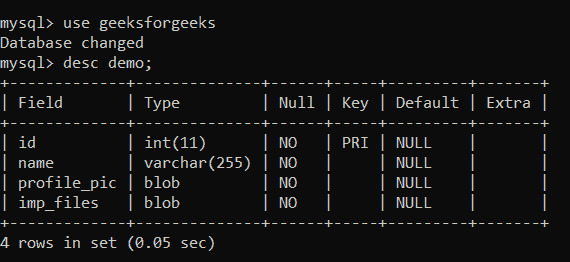 mysql> use geeksforgeeks
Database changed
mysql> desc demo;
+-------------+--------------+------+-----+---------+-------+
| Field       | Type         | Null | Key | Default | Extra |
+-------------+--------------+------+-----+---------+-------+
| id          | int(11)      | NO   | PRI | NULL    |       |
| name        | varchar(255) | NO   |     | NULL    |       |
| profile_pic | blob         | NO   |     | NULL    |       |
| imp_files   | blob         | NO   |     | NULL    |       |
+-------------+--------------+------+-----+---------+-------+
4 rows in set (0.05 sec)